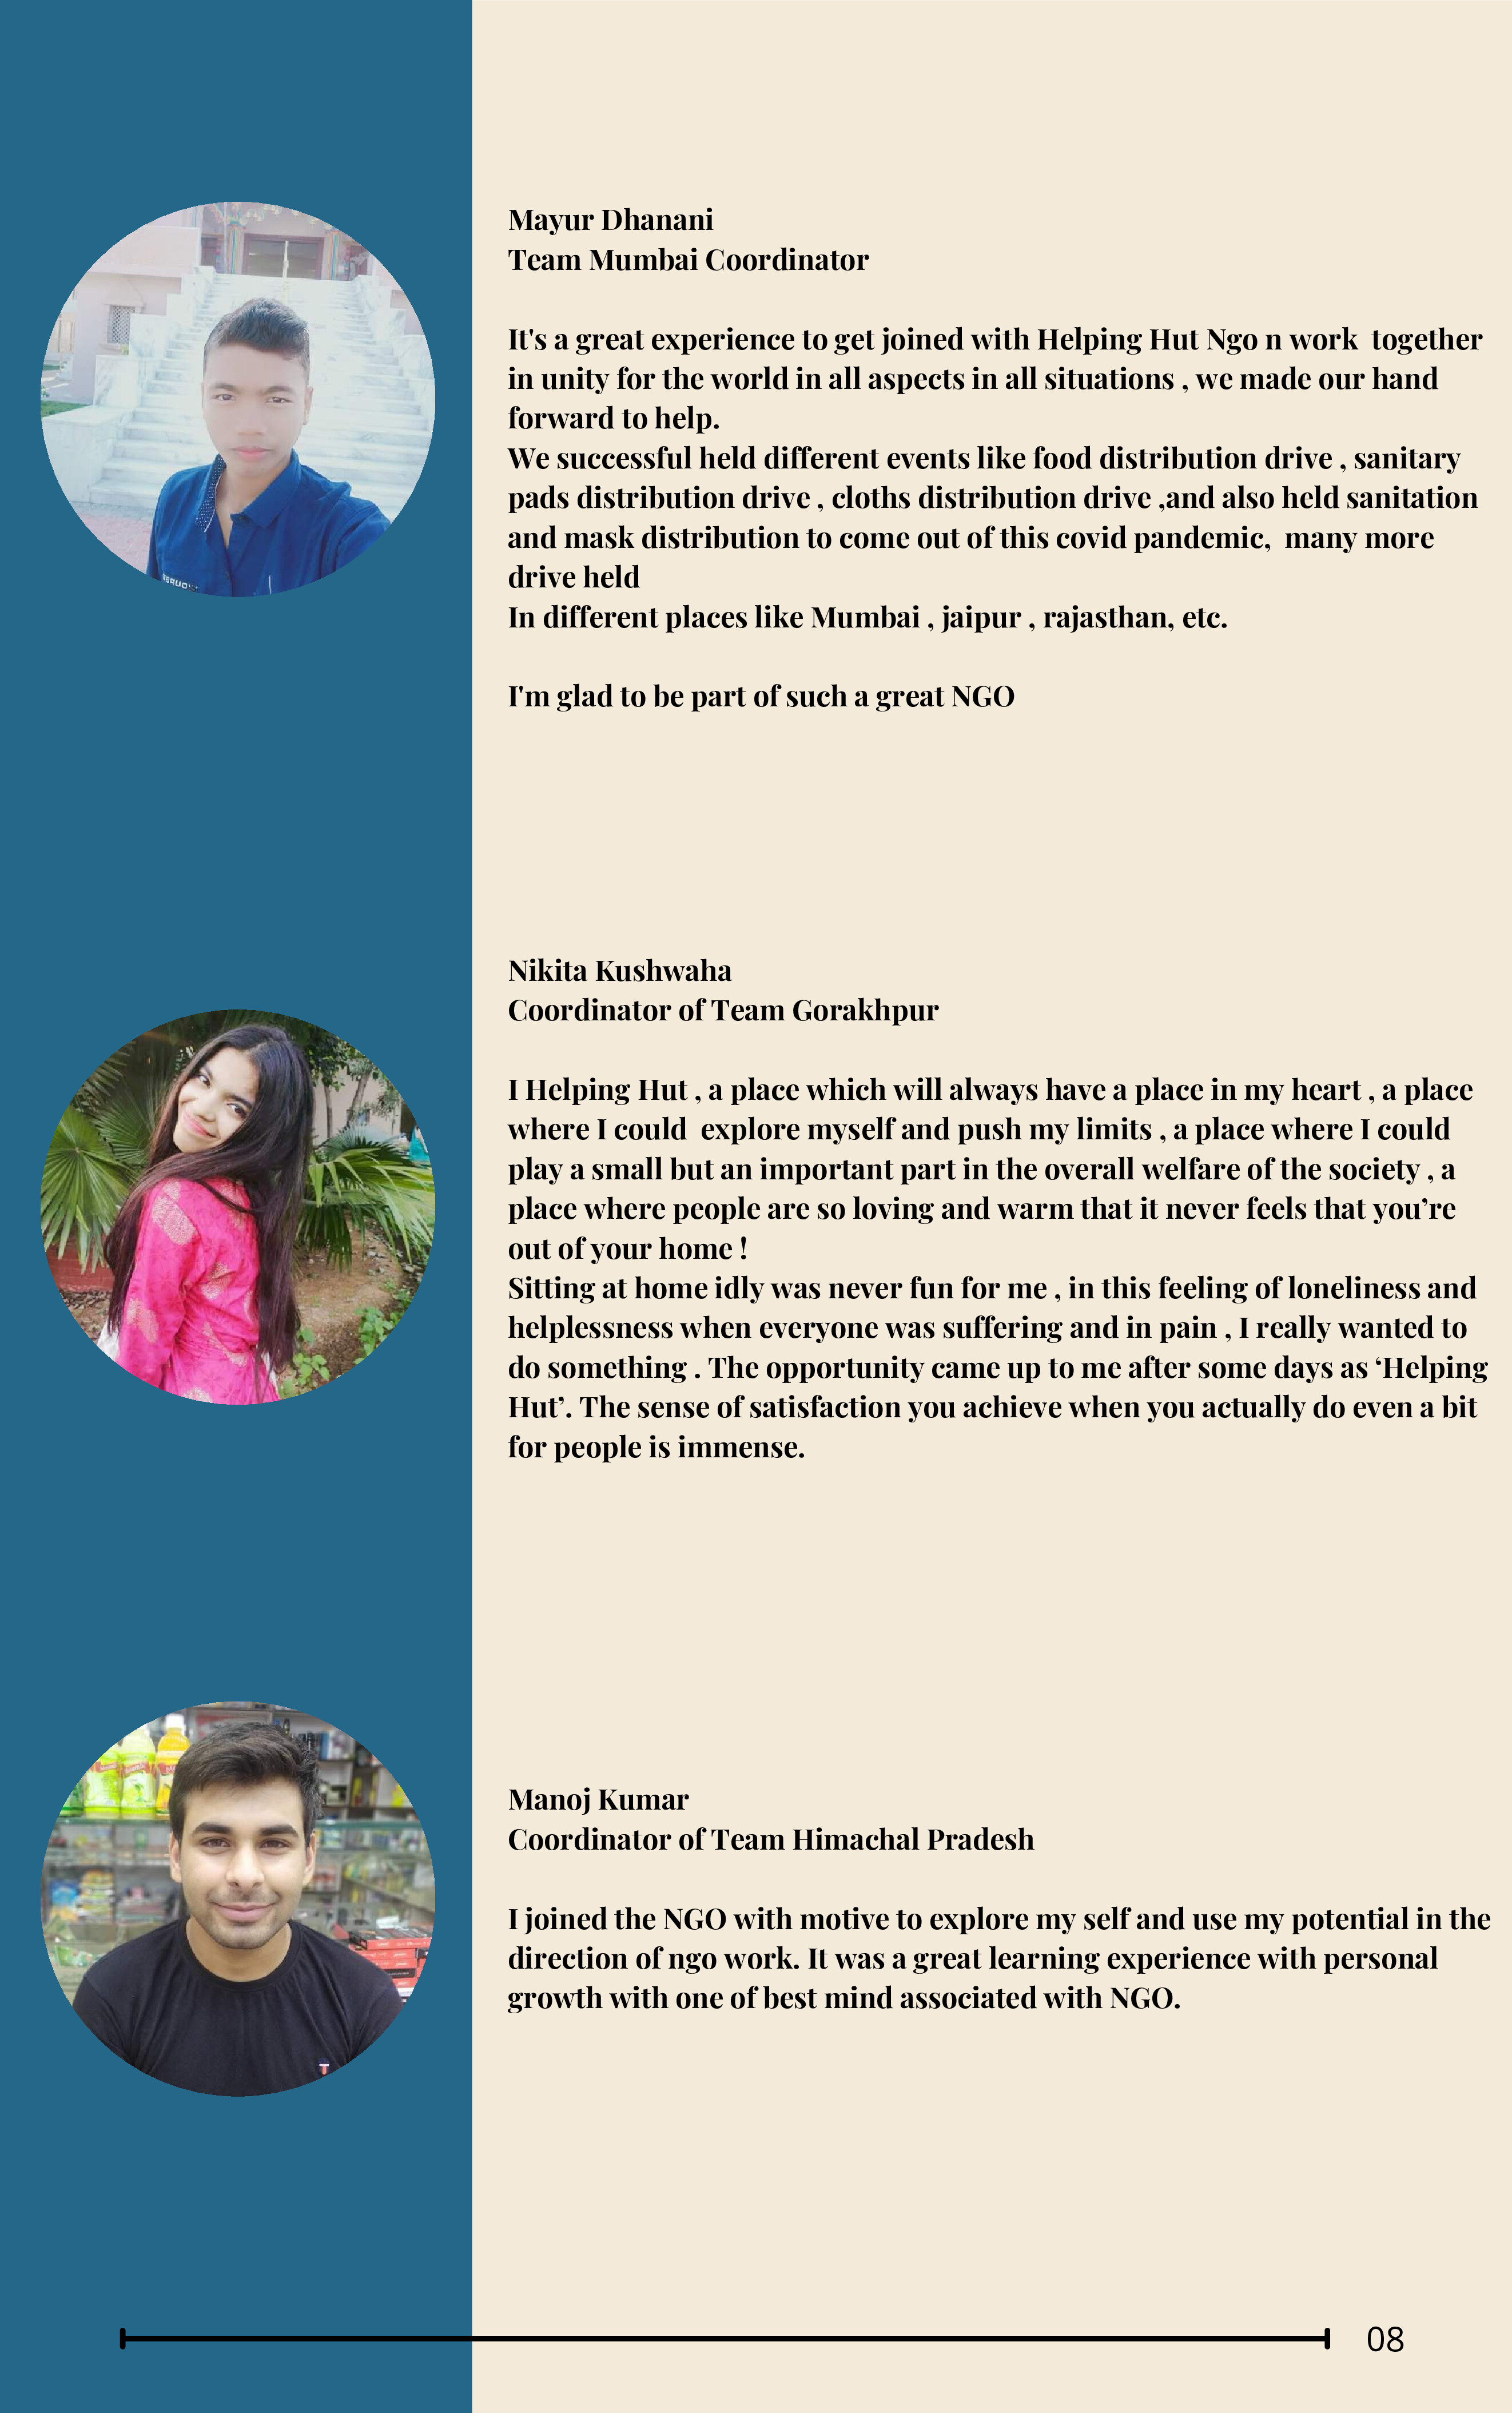 Mayur Dhanani
Team Mumbai Coordinator
It's a great experience to get joined with Helping Hut Ngo n work  together
in unity for the world in all aspects in all situations , we made our hand
forward to help.
We successful held different events like food distribution drive , sanitary
pads distribution drive , cloths distribution drive ,and also held sanitation
and mask distribution to come out of this covid pandemic,  many more
drive held
In different places like Mumbai , jaipur , rajasthan, etc.
I'm glad to be part of such a great NGO
Nikita Kushwaha
Coordinator of Team Gorakhpur
I Helping Hut , a place which will always have a place in my heart , a place
where I could  explore myself and push my limits , a place where I could
play a small but an important part in the overall welfare of the society , a
place where people are so loving and warm that it never feels that you’re
out of your home !
Sitting at home idly was never fun for me , in this feeling of loneliness and
helplessness when everyone was suffering and in pain , I really wanted to
do something . The opportunity came up to me after some days as ‘Helping
Hut’. The sense of satisfaction you achieve when you actually do even a bit
for people is immense.
Manoj Kumar
Coordinator of Team Himachal Pradesh
I joined the NGO with motive to explore my self and use my potential in the
direction of ngo work. It was a great learning experience with personal
growth with one of best mind associated with NGO.
08